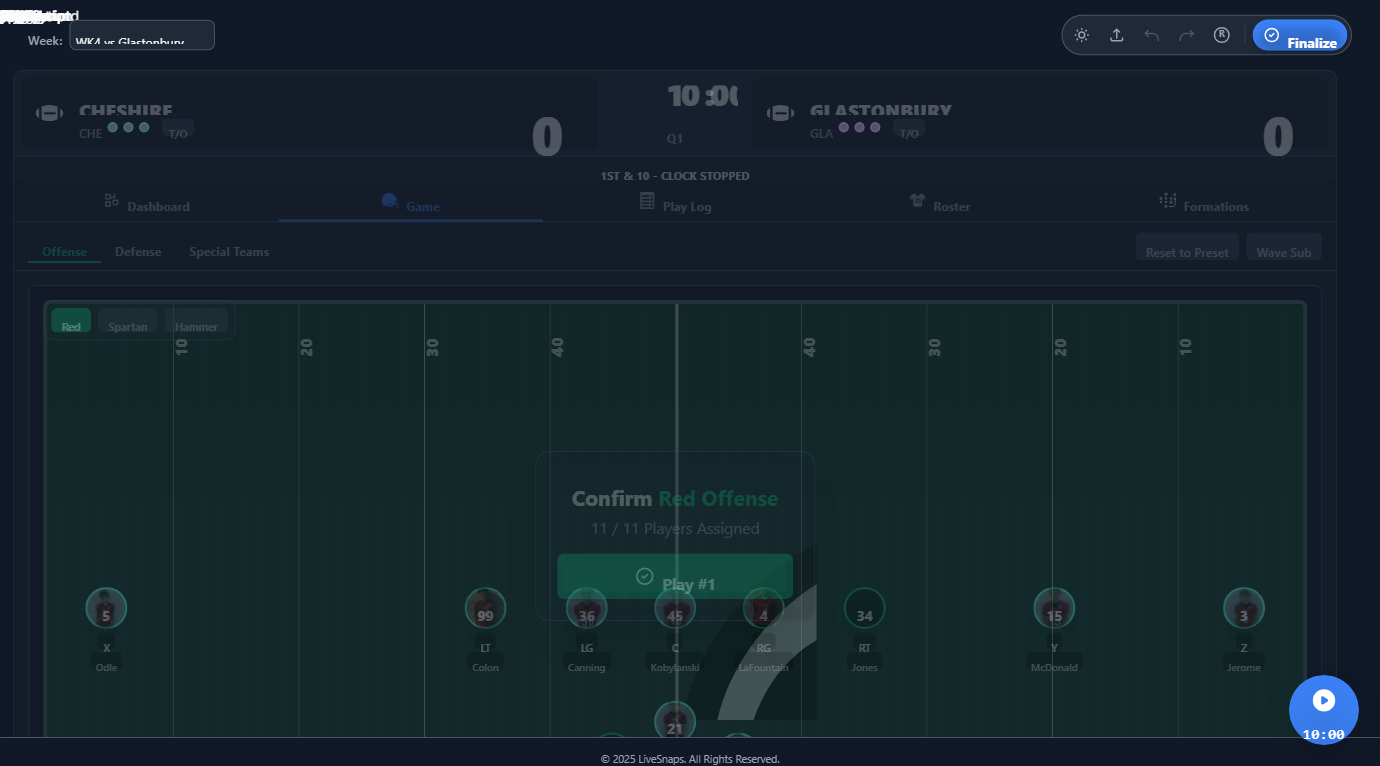 Week: WK4 vs Glastonbury
Finalize
CHESHIRE
CHE T/O
0
10:00
Q1
GLASTONBURY
GLA T/O
0
1ST & 10 - CLOCK STOPPED
Dashboard Game Play Log Roster Formations
Offense Defense Special Teams Reset to Preset Wave Sub
Red Spartan Hammer
10 20 30 40 40 30 20 10
Confirm Red Offense
11 / 11 Players Assigned
Play #1
5 99 36 45 4 34 15 3
X LT LG C RG RT Y Z
Odle Colon Canning Kobylanski LaFountain Jones McDonald Jerome
21
10:00
© 2025 LiveSnaps. All Rights Reserved.